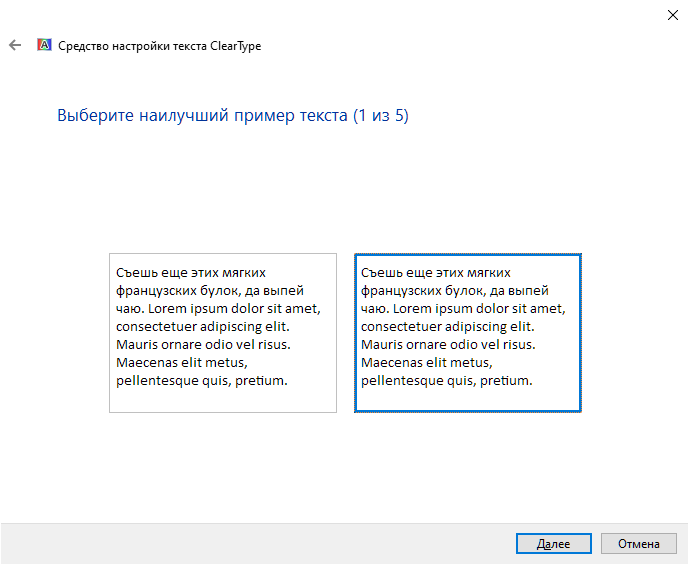 Средство настройки текста ClearType
Выберите наилучший пример текста (1 из 5)
Съешь еще этих мягких
французских булок, да выпей
чаю. Lorem ipsum dolor sit amet,
consectetuer adipiscing elit.
Mauris ornare odio vel risus.
Maecenas elit metus,
pellentesque quis, pretium.
Съешь еще этих мягких
французских булок, да выпей
чаю. Lorem ipsum dolor sit amet,
consectetuer adipiscing elit.
Mauris ornare odio vel risus.
Maecenas elit metus,
pellentesque quis, pretium.
Далее
Отмена